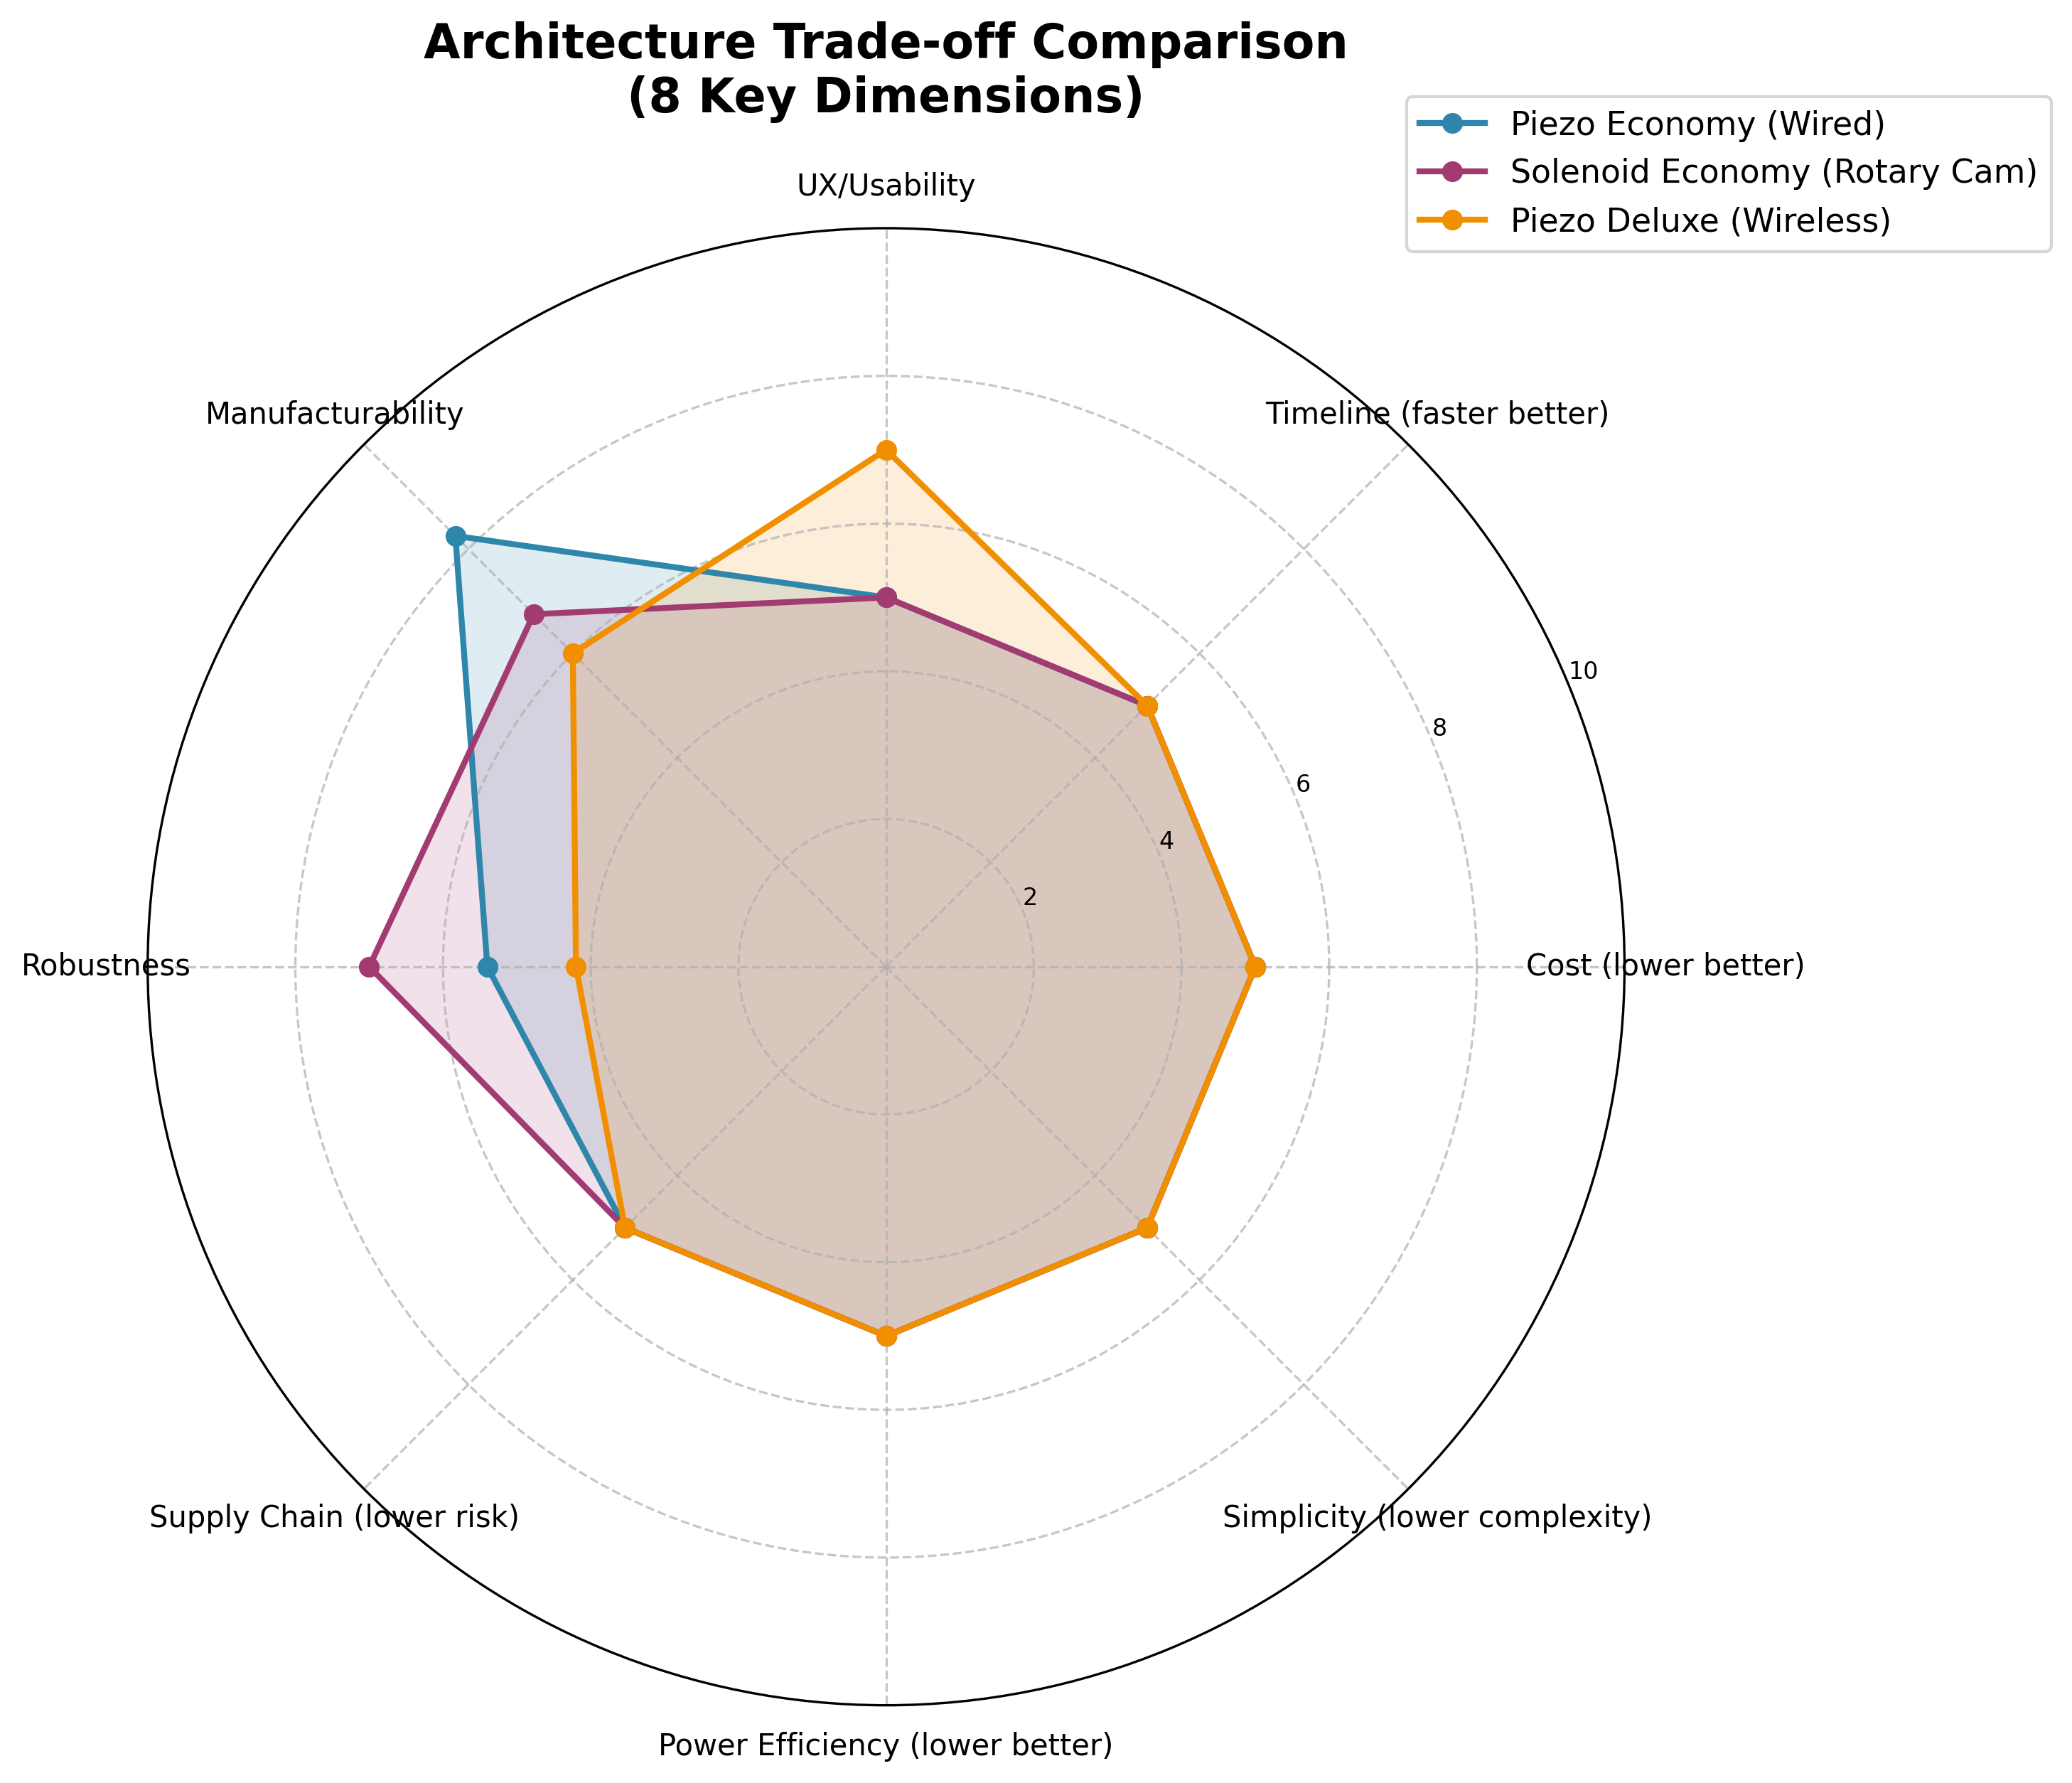 Architecture Trade-off Comparison
(8 Key Dimensions)
Piezo Economy (Wired)
Solenoid Economy (Rotary Cam)
Piezo Deluxe (Wireless)
UX/Usability
Manufacturability
Timeline (faster better)
10
8
6
4
2
Robustness
Cost (lower better)
Supply Chain (lower risk)
Simplicity (lower complexity)
Power Efficiency (lower better)